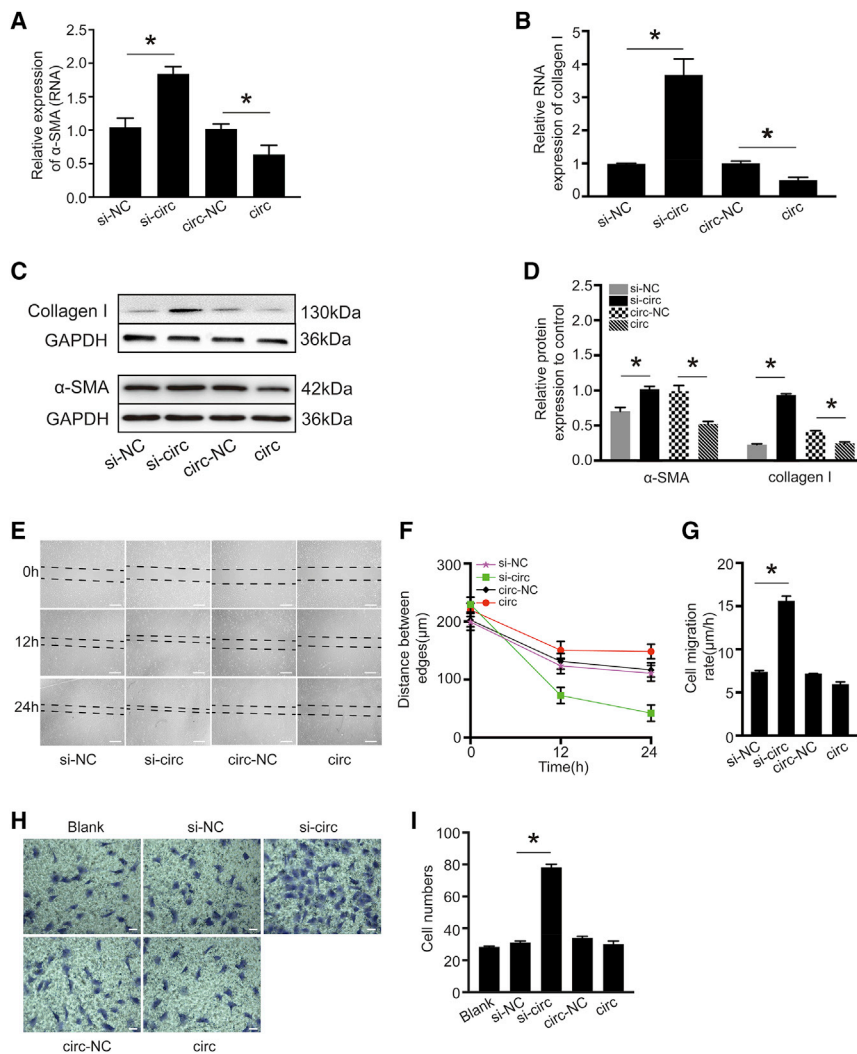 A
Relative expression
of α-SMA (RNA)
2.5
2.0
1.5
1.0
0.5
0.0
*
*
si-NC
si-circ
circ-NC
circ
B
Relative RNA
expression of collagen I
5
4
3
2
1
0
*
*
si-NC
si-circ
circ-NC
circ
C
Collagen I
130kDa
GAPDH
36kDa
α-SMA
42kDa
GAPDH
36kDa
si-NC
si-circ
circ-NC
circ
D
Relative protein
expression to control
2.5
2.0
1.5
1.0
0.5
0.0
si-NC
si-circ
circ-NC
circ
*
*
*
*
α-SMA
collagen I
E
0h
12h
24h
si-NC
si-circ
circ-NC
circ
F
Distance between
edges(μm)
300
200
100
0
si-NC
si-circ
circ-NC
circ
0
12
24
Time(h)
G
Cell migration
rate(μm/h)
20
15
10
5
0
*
si-NC
si-circ
circ-NC
circ
H
Blank
si-NC
si-circ
circ-NC
circ
I
Cell numbers
100
80
60
40
20
0
*
Blank
si-NC
si-circ
circ-NC
circ